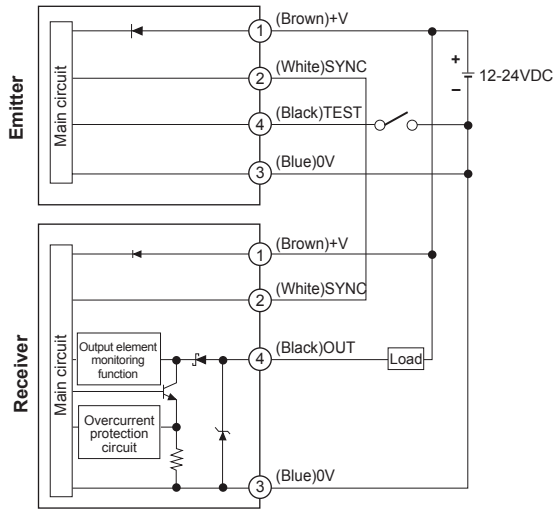 Emitter
Main circuit
1
(Brown)+V
2
(White)SYNC
4
(Black)TEST
3
(Blue)0V
+
−
12-24VDC
Receiver
Main circuit
1
(Brown)+V
2
(White)SYNC
Output element
monitoring
function
4
(Black)OUT
Load
Overcurrent
protection
circuit
3
(Blue)0V